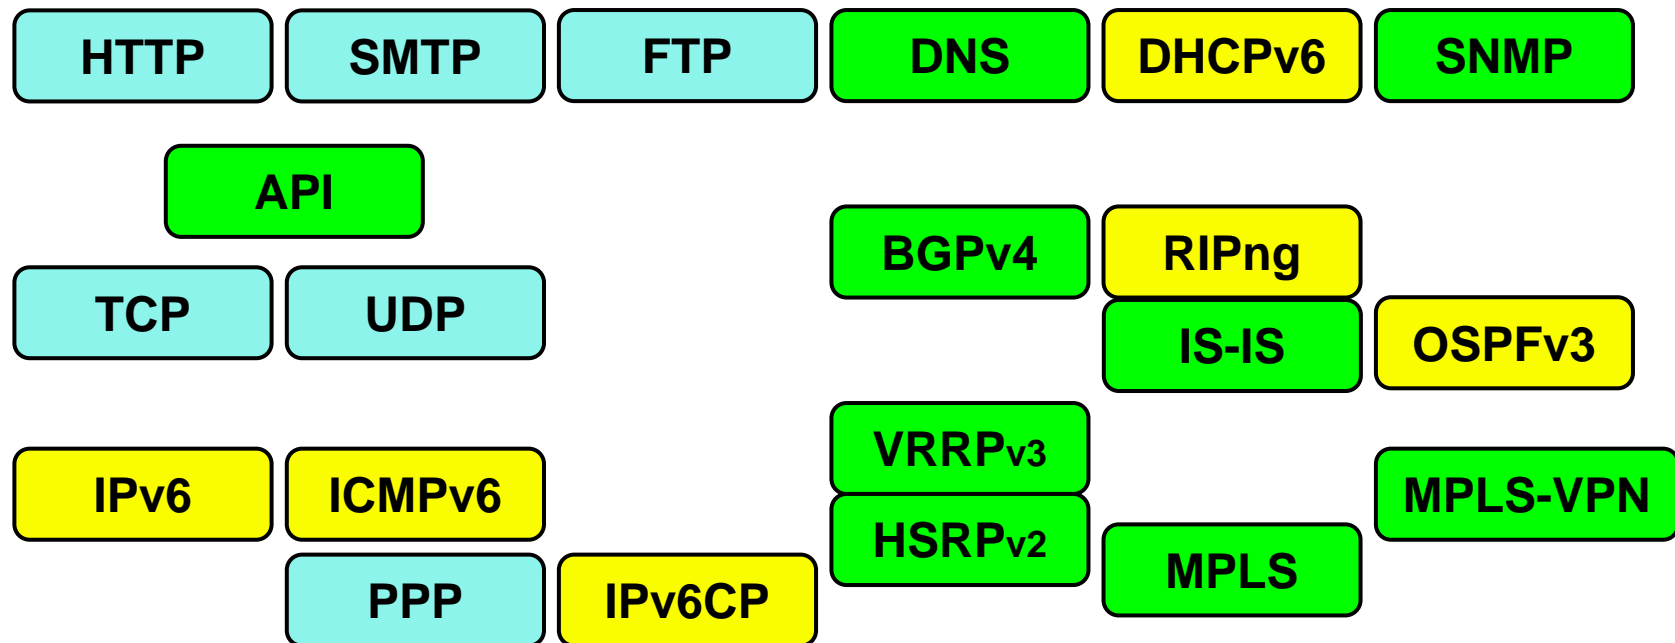 HTTP SMTP FTP DNS DHCPv6 SNMP
API
BGPv4 RIPng
TCP UDP
IS-IS OSPFv3
VRRPv3
IPv6 ICMPv6 MPLS-VPN
HSRPv2
MPLS
PPP IPv6CP